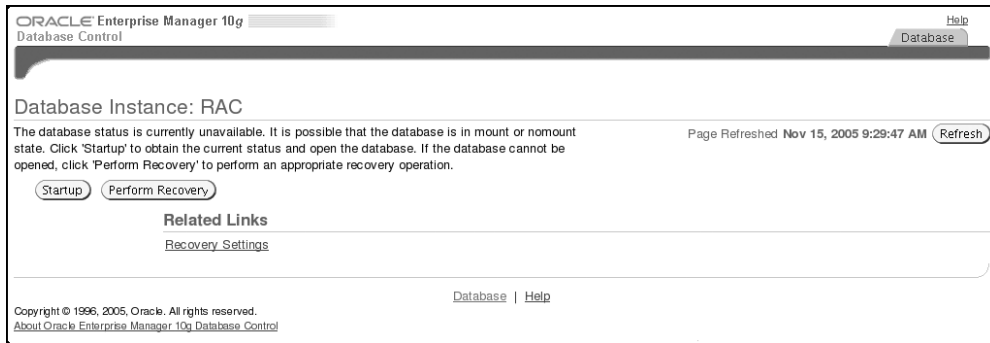 ORACLE Enterprise Manager 10g
Database Control
Help
Database
Database Instance: RAC
The database status is currently unavailable. It is possible that the database is in mount or nomount
state. Click 'Startup' to obtain the current status and open the database. If the database cannot be
opened, click 'Perform Recovery' to perform an appropriate recovery operation.
Page Refreshed Nov 15, 2005 9:29:47 AM Refresh
Startup Perform Recovery
Related Links
Recovery Settings
Database | Help
Copyright © 1996, 2005, Oracle. All rights reserved.
About Oracle Enterprise Manager 10g Database Control